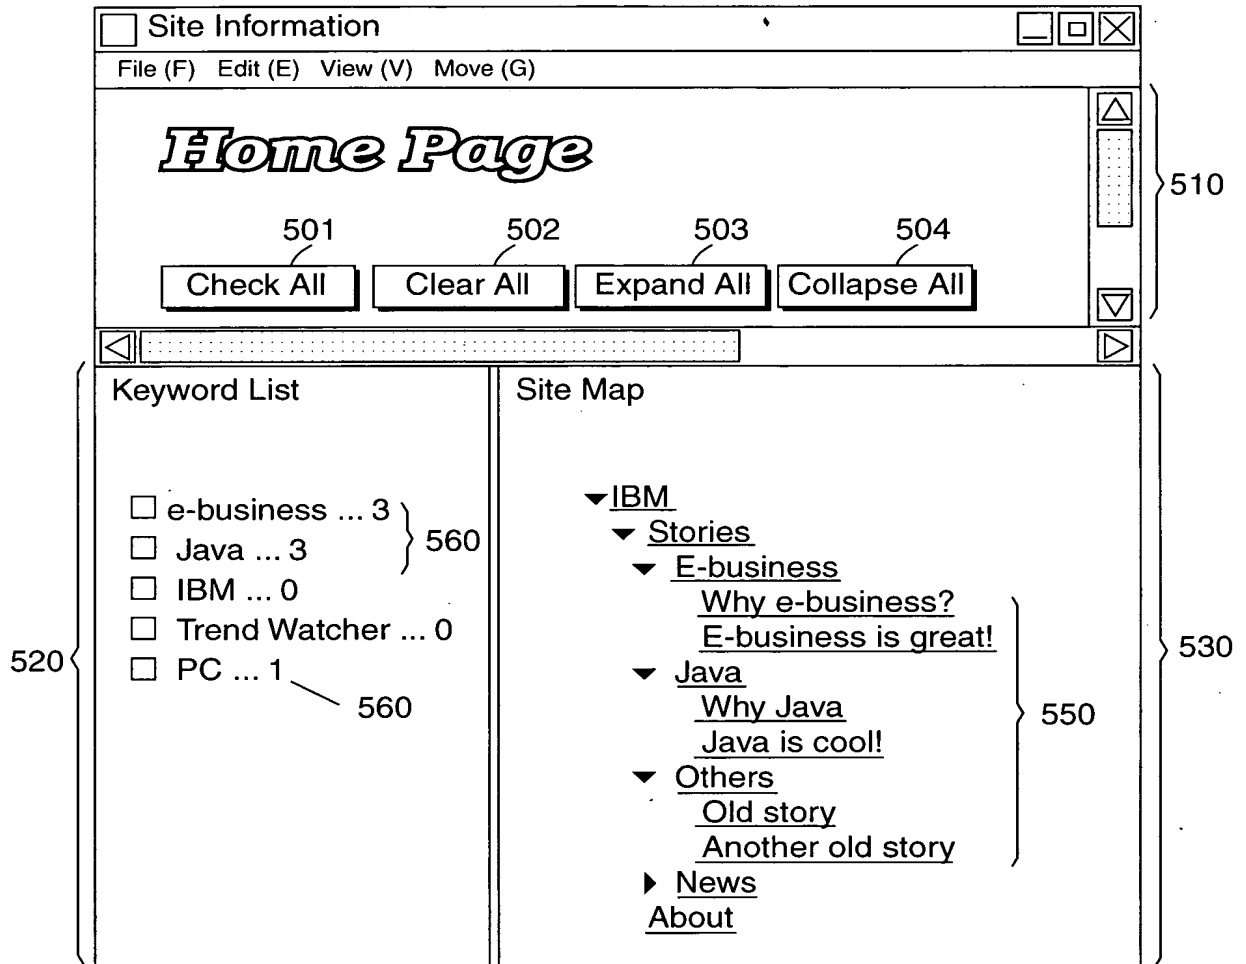 Site Information
File (F) Edit (E) View (V) Move (G)
Home Page
510
501 502 503 504
Check All Clear All Expand All Collapse All
Keyword List
Site Map
e-business ... 3
Java ... 3
560
IBM ... 0
Trend Watcher ... 0
PC ... 1
560
520
IBM
Stories
E-business
Why e-business?
E-business is great!
Java
Why Java
Java is cool!
Others
Old story
Another old story
News
About
550
530